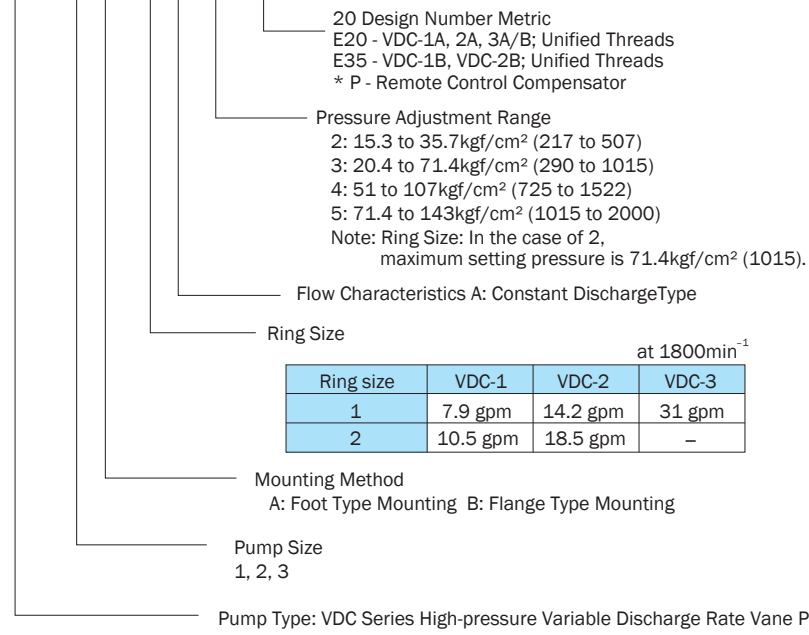 20 Design Number Metric
E20 - VDC-1A, 2A, 3A/B; Unified Threads
E35 - VDC-1B, VDC-2B; Unified Threads
* P - Remote Control Compensator
Pressure Adjustment Range
2: 15.3 to 35.7kgf/cm² (217 to 507)
3: 20.4 to 71.4kgf/cm² (290 to 1015)
4: 51 to 107kgf/cm² (725 to 1522)
5: 71.4 to 143kgf/cm² (1015 to 2000)
Note: Ring Size: In the case of 2,
maximum setting pressure is 71.4kgf/cm² (1015).
Flow Characteristics A: Constant DischargeType
Ring Size
at 1800min⁻¹
Ring size VDC-1 VDC-2 VDC-3
1 7.9 gpm 14.2 gpm 31 gpm
2 10.5 gpm 18.5 gpm –
Mounting Method
A: Foot Type Mounting B: Flange Type Mounting
Pump Size
1, 2, 3
Pump Type: VDC Series High-pressure Variable Discharge Rate Vane P